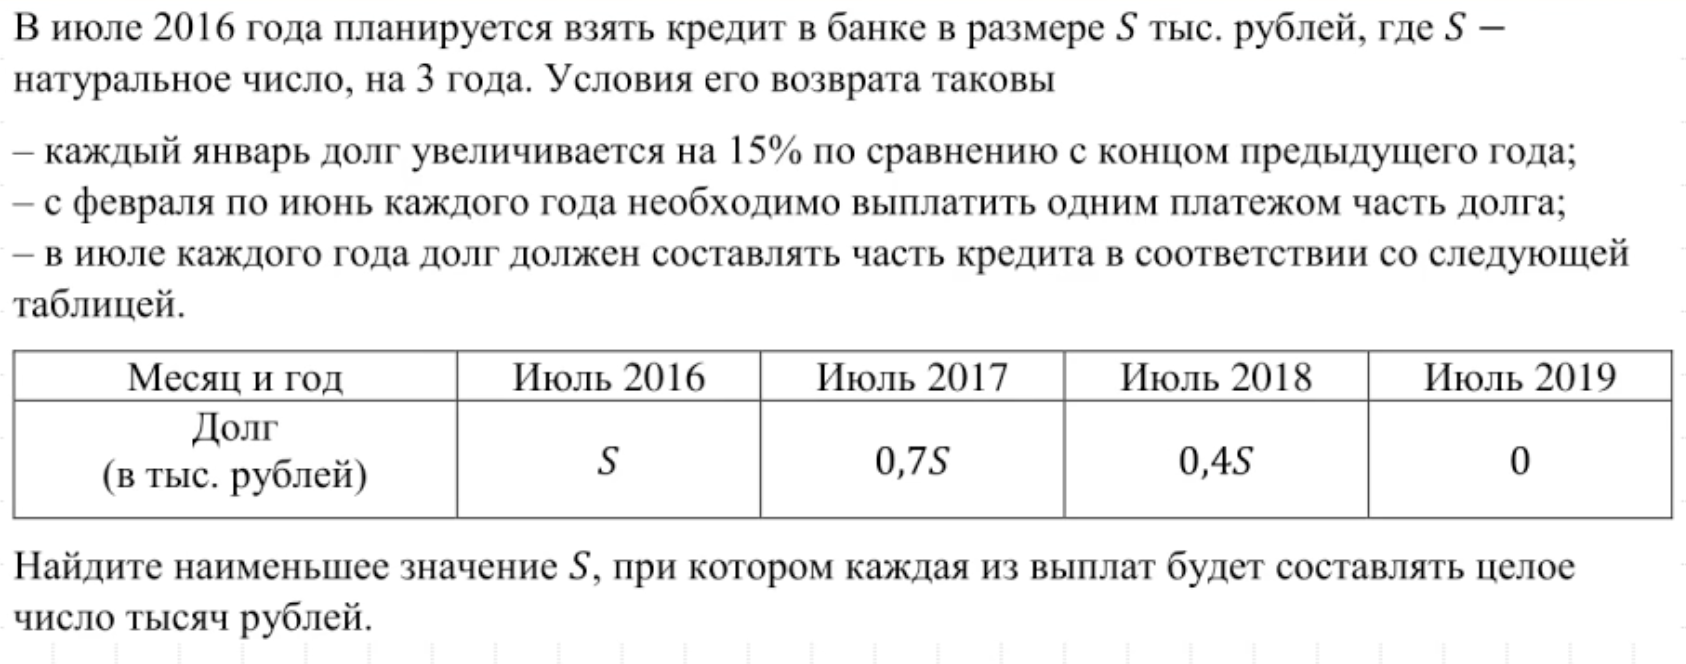 В июле 2016 года планируется взять кредит в банке в размере S тыс. рублей, где S –
натуральное число, на 3 года. Условия его возврата таковы
– каждый январь долг увеличивается на 15% по сравнению с концом предыдущего года;
– с февраля по июнь каждого года необходимо выплатить одним платежом часть долга;
– в июле каждого года долг должен составлять часть кредита в соответствии со следующей
таблицей.
Месяц и год Июль 2016 Июль 2017 Июль 2018 Июль 2019
Долг
(в тыс. рублей) S 0,7S 0,4S 0
Найдите наименьшее значение S, при котором каждая из выплат будет составлять целое
число тысяч рублей.